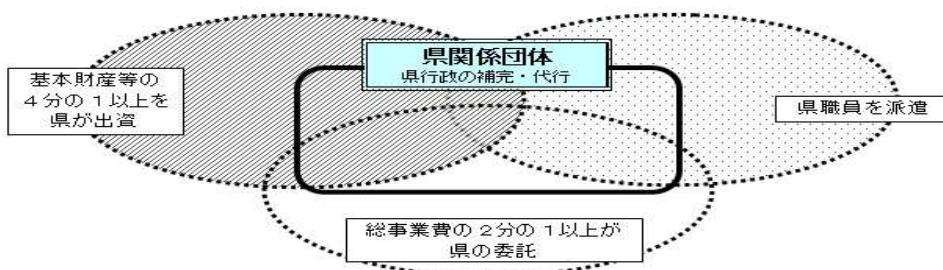 県関係団体
県行政の補完・代行
基本財産等の
４分の１以上を
県が出資
県職員を派遣
総事業費の２分の１以上が
県の委託